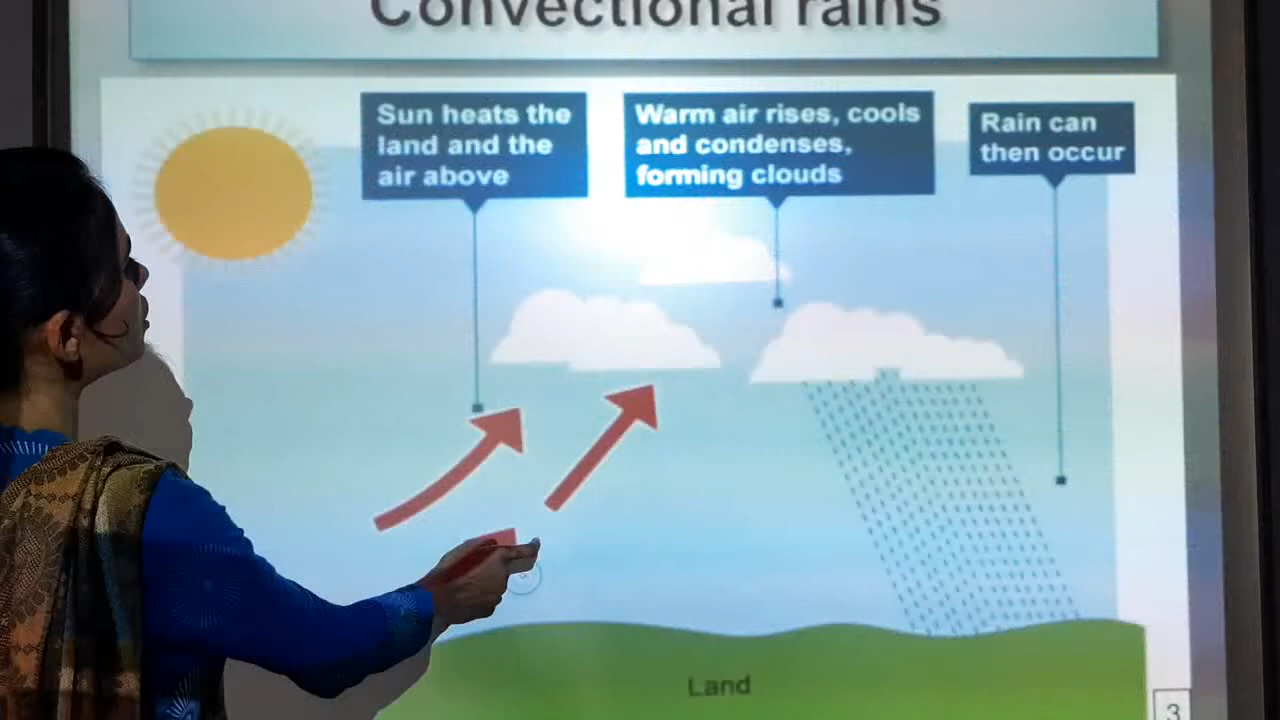 Convectional rains
Sun heats the
land and the
air above
Warm air rises, cools
and condenses,
forming clouds
Rain can
then occur
Land
3